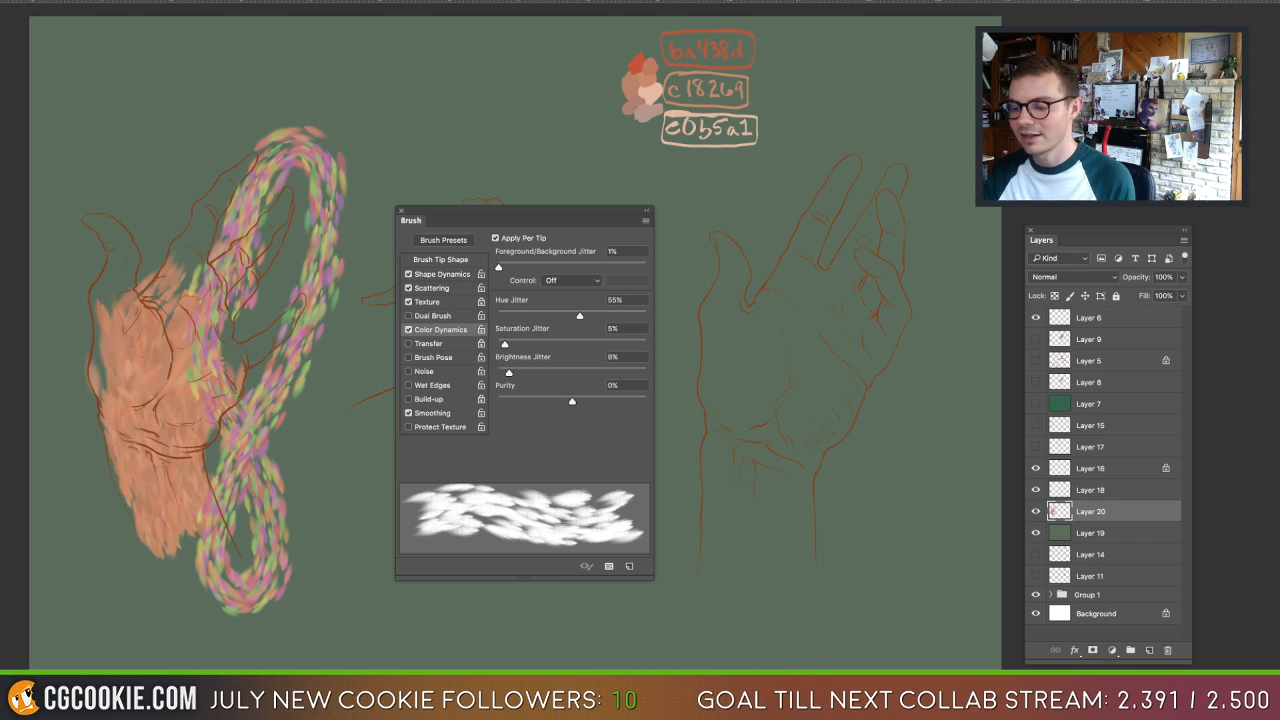 ba438d
c18269
e0b5a1
Brush
Brush Presets
Apply Per Tip
Foreground/Background Jitter 1%
Control: Off
Hue Jitter 55%
Saturation Jitter 5%
Brightness Jitter 8%
Purity 0%
Brush Tip Shape
Shape Dynamics
Scattering
Texture
Dual Brush
Color Dynamics
Transfer
Brush Pose
Noise
Wet Edges
Build-up
Smoothing
Protect Texture
Layers
Kind
Normal Opacity: 100%
Lock: Fill: 100%
Layer 6
Layer 9
Layer 5
Layer 8
Layer 7
Layer 15
Layer 17
Layer 16
Layer 18
Layer 20
Layer 19
Layer 14
Layer 11
Group 1
Background
fx
CGCOOKIE.COM JULY NEW COOKIE FOLLOWERS: 10 GOAL TILL NEXT COLLAB STREAM: 2.391 / 2.500